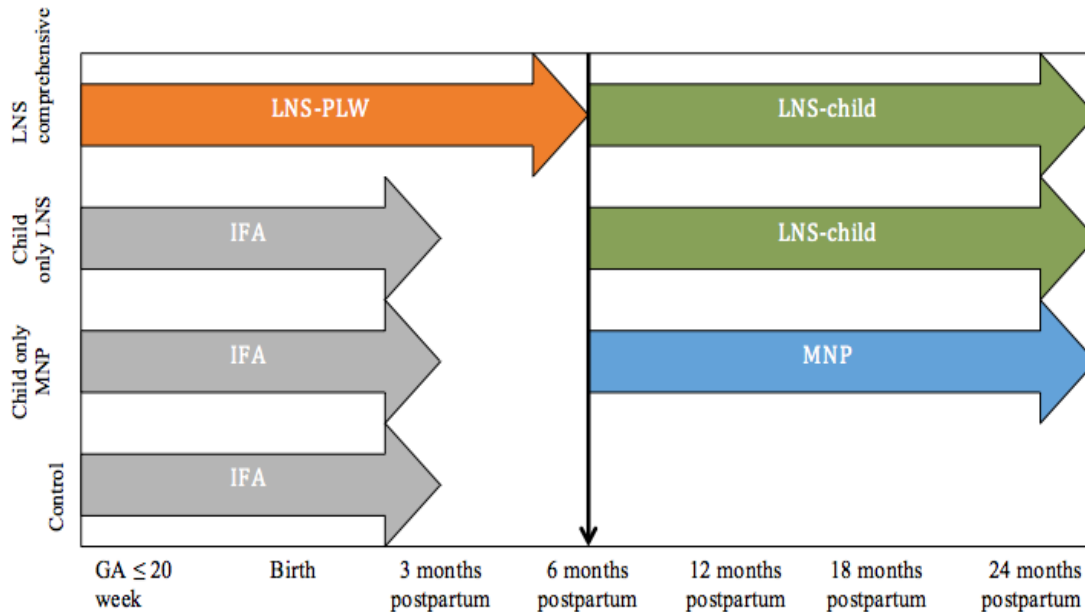 LNS
comprehensive
LNS-PLW
LNS-child
Child
only LNS
IFA
LNS-child
Child only
MNP
IFA
MNP
Control
IFA
GA ≤ 20
week
Birth
3 months
postpartum
6 months
postpartum
12 months
postpartum
18 months
postpartum
24 months
postpartum